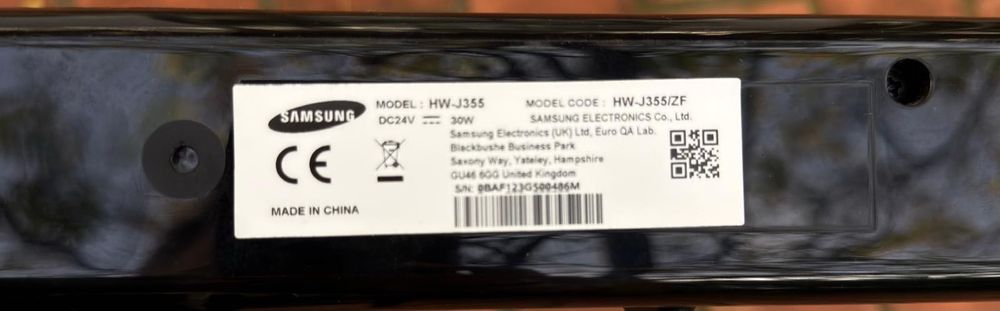 SAMSUNG
MODEL : HW-J355 MODEL CODE : HW-J355/ZF
DC24V 30W SAMSUNG ELECTRONICS Co., Ltd.
Samsung Electronics (UK) Ltd, Euro QA Lab.
Blackbushe Business Park
Saxony Way, Yateley, Hampshire
GU46 6GG United Kingdom
S/N: 0BAF123G500486M
CE
MADE IN CHINA